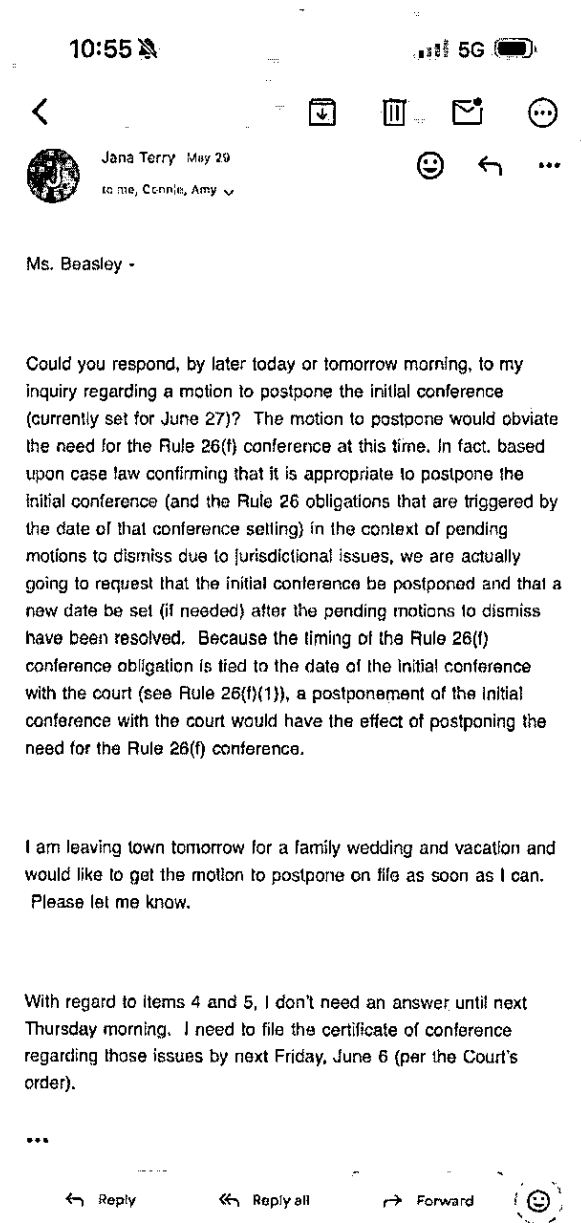 10:55
5G
Jana Terry May 29
to me, Connie, Amy
Ms. Beasley -
Could you respond, by later today or tomorrow morning, to my
inquiry regarding a motion to postpone the initial conference
(currently set for June 27)? The motion to postpone would obviate
the need for the Rule 26(f) conference at this time. In fact, based
upon case law confirming that it is appropriate to postpone the
initial conference (and the Rule 26 obligations that are triggered by
the date of that conference setting) in the context of pending
motions to dismiss due to jurisdictional issues, we are actually
going to request that the initial conference be postponed and that a
new date be set (if needed) after the pending motions to dismiss
have been resolved. Because the timing of the Rule 26(f)
conference obligation is tied to the date of the initial conference
with the court (see Rule 26(f)(1)), a postponement of the initial
conference with the court would have the effect of postponing the
need for the Rule 26(f) conference.
I am leaving town tomorrow for a family wedding and vacation and
would like to get the motion to postpone on file as soon as I can.
Please let me know.
With regard to items 4 and 5, I don't need an answer until next
Thursday morning. I need to file the certificate of conference
regarding those issues by next Friday, June 6 (per the Court's
order).
Reply
Reply all
Forward